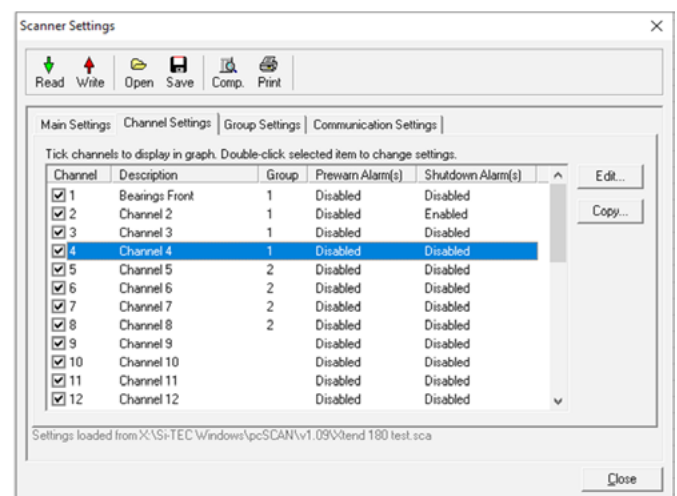 Scanner Settings
Read Write Open Save Comp. Print
Main Settings Channel Settings Group Settings Communication Settings
Tick channels to display in graph. Double-click selected item to change settings.
Channel Description Group Prewarn Alarm(s) Shutdown Alarm(s) Edit...
1 Bearings Front 1 Disabled Disabled
2 Channel 2 1 Disabled Enabled Copy...
3 Channel 3 1 Disabled Disabled
4 Channel 4 1 Disabled Disabled
5 Channel 5 2 Disabled Disabled
6 Channel 6 2 Disabled Disabled
7 Channel 7 2 Disabled Disabled
8 Channel 8 2 Disabled Disabled
9 Channel 9 Disabled Disabled
10 Channel 10 Disabled Disabled
11 Channel 11 Disabled Disabled
12 Channel 12 Disabled Disabled
Settings loaded from X:\Si-TEC Windows\pcSCAN\v1.09\Xtend 180 test.sca
Close